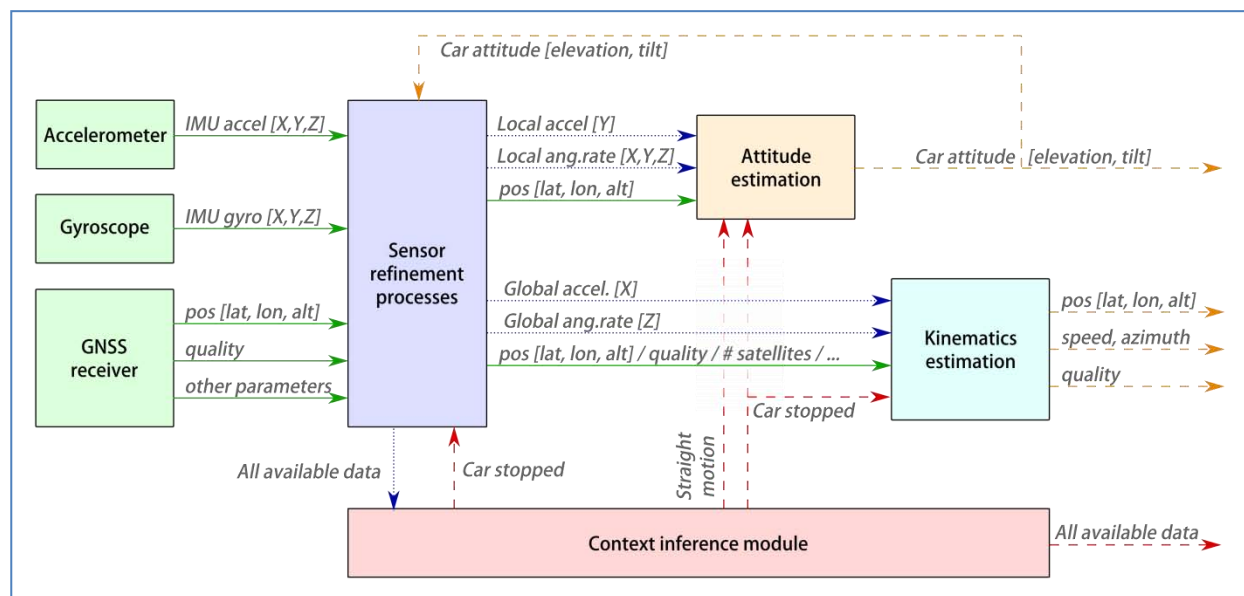 Car attitude [elevation, tilt]
Accelerometer
IMU accel [X,Y,Z]
Gyroscope
IMU gyro [X,Y,Z]
GNSS
receiver
pos [lat, lon, alt]
quality
other parameters
Sensor
refinement
processes
Local accel [Y]
Local ang.rate [X,Y,Z]
pos [lat, lon, alt]
Attitude
estimation
Car attitude [elevation, tilt]
Global accel. [X]
Global ang.rate [Z]
pos [lat, lon, alt] / quality / # satellites / ...
Kinematics
estimation
pos [lat, lon, alt]
speed, azimuth
quality
Car stopped
All available data
Car stopped
Straight
motion
Context inference module
All available data